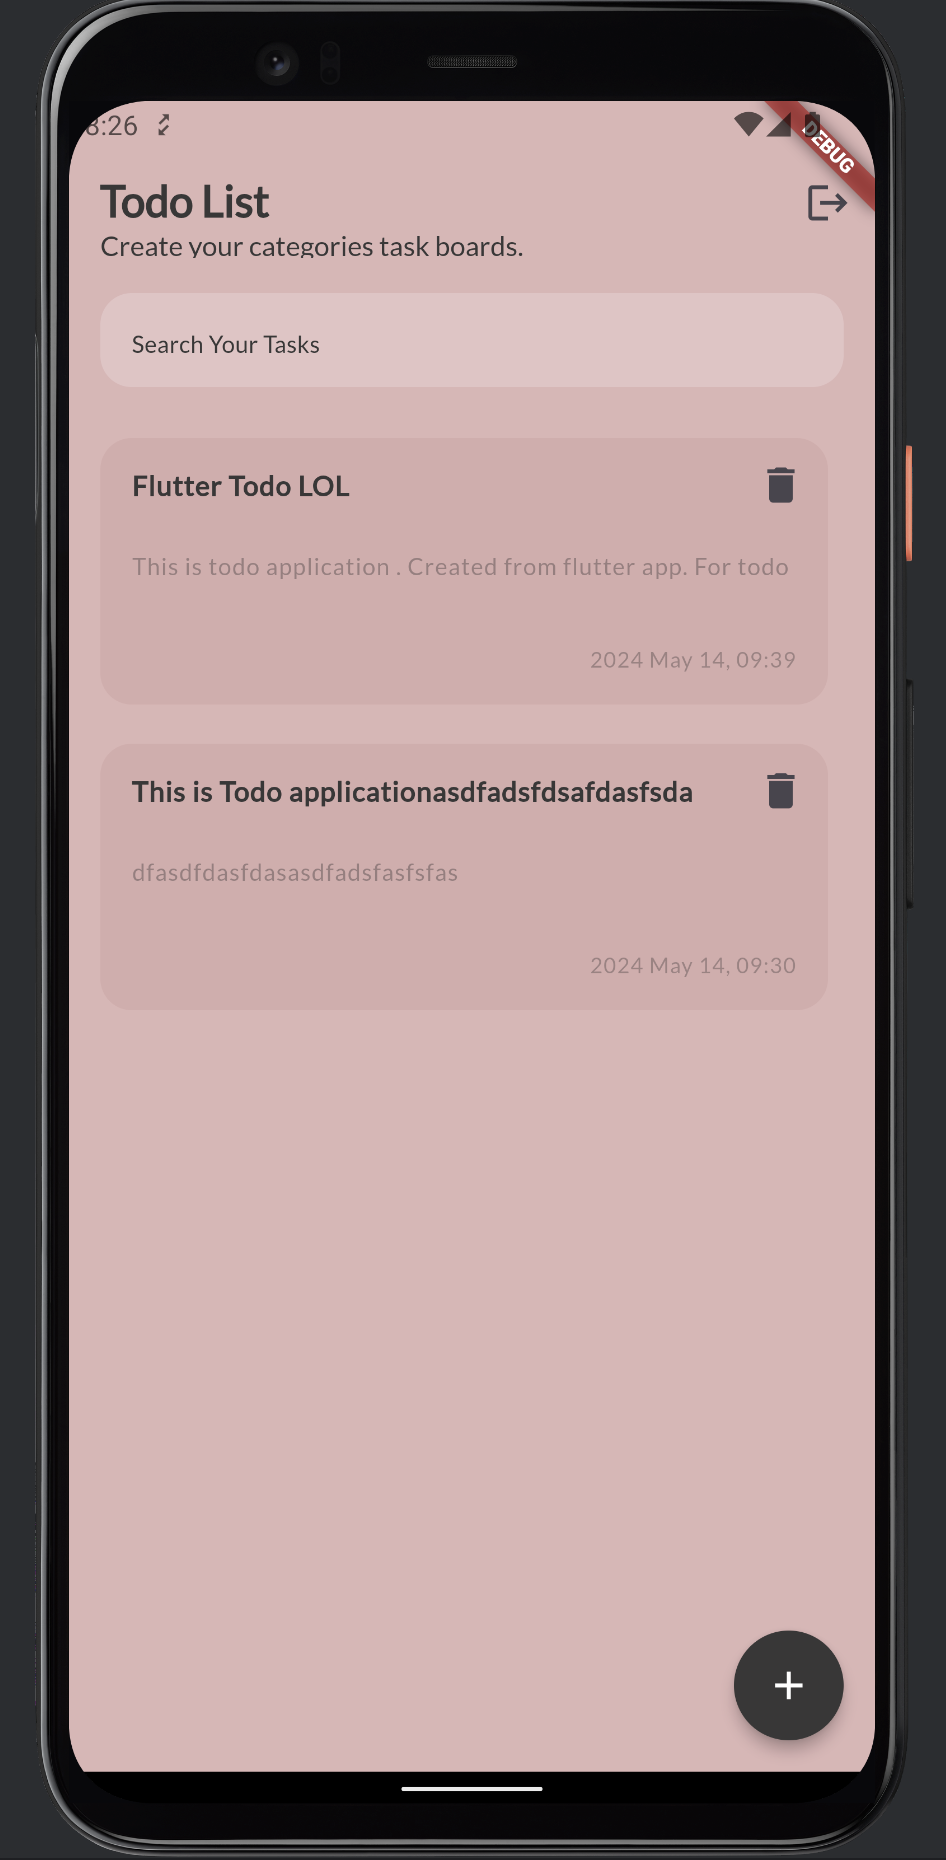 8:26
DEBUG
Todo List
Create your categories task boards.
Search Your Tasks
Flutter Todo LOL
This is todo application . Created from flutter app. For todo
2024 May 14, 09:39
This is Todo applicationasdfadsfdsafdasfsda
dfasdfdasfdasasdfadsfasfsfas
2024 May 14, 09:30